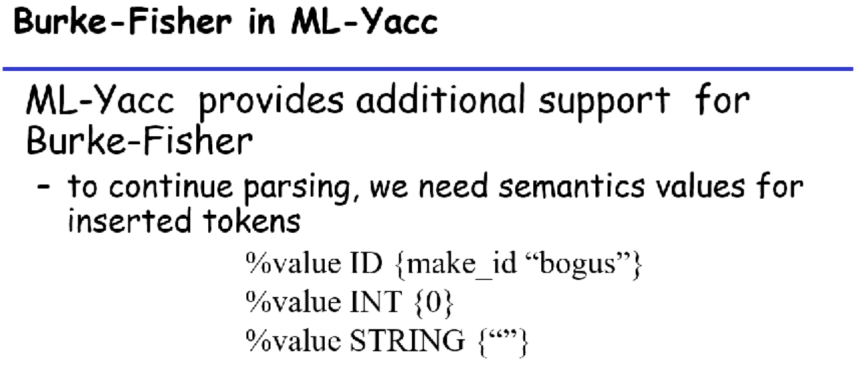 Burke-Fisher in ML-Yacc
ML-Yacc provides additional support for
Burke-Fisher
- to continue parsing, we need semantics values for
inserted tokens
%value ID {make_id “bogus”}
%value INT {0}
%value STRING {“”}